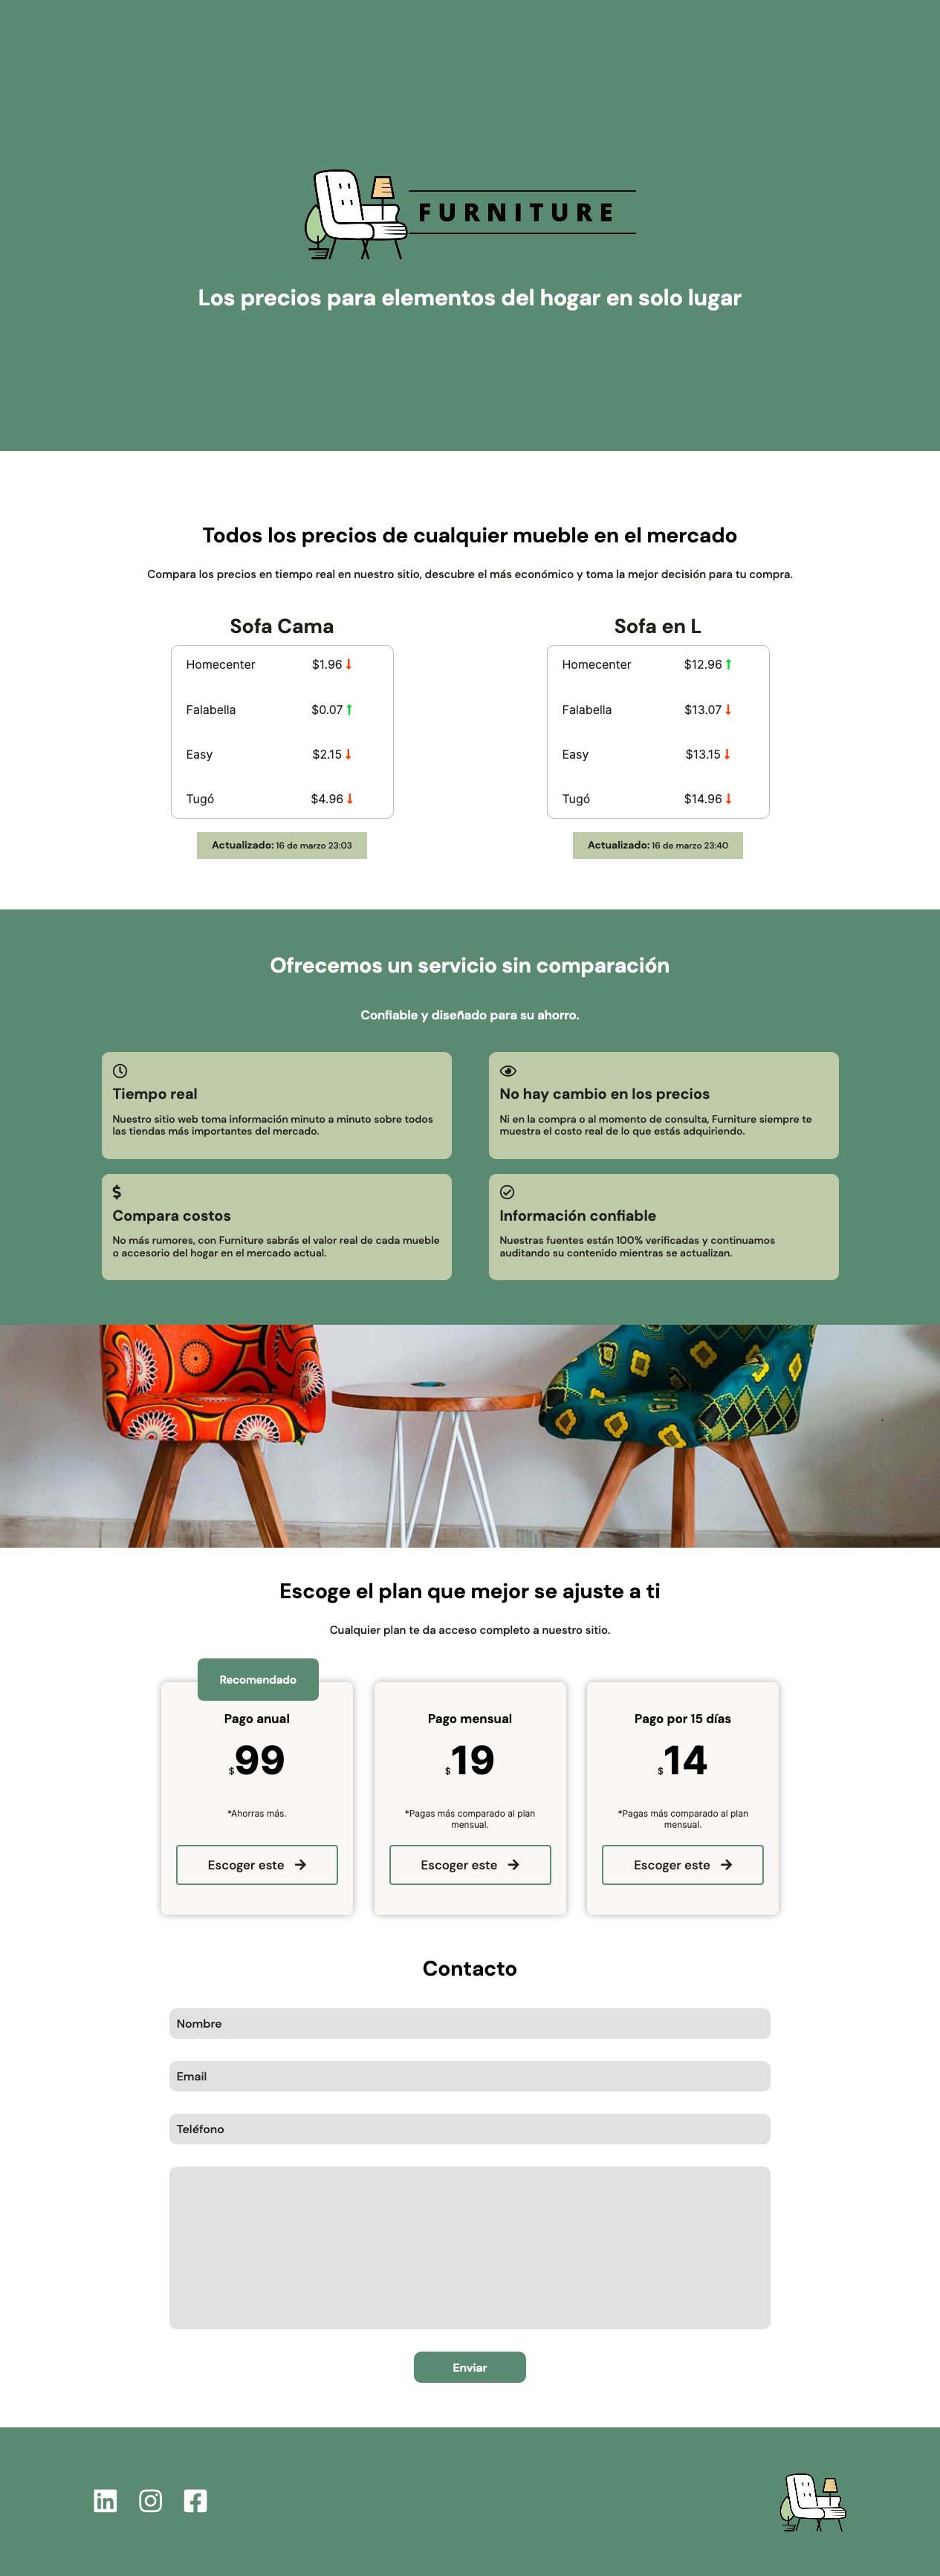 FURNITURE
Los precios para elementos del hogar en solo lugar
Todos los precios de cualquier mueble en el mercado
Compara los precios en tiempo real en nuestro sitio, descubre el más económico y toma la mejor decisión para tu compra.
Sofa Cama
Homecenter $1.96
Falabella $0.07
Easy $2.15
Tugó $4.96
Actualizado: 16 de marzo 23:03
Sofa en L
Homecenter $12.96
Falabella $13.07
Easy $13.15
Tugó $14.96
Actualizado: 16 de marzo 23:40
Ofrecemos un servicio sin comparación
Confiable y diseñado para su ahorro.
Tiempo real
Nuestro sitio web toma información minuto a minuto sobre todos
las tiendas más importantes del mercado.
No hay cambio en los precios
Ni en la compra o al momento de consulta, Furniture siempre te
muestra el costo real de lo que estás adquiriendo.
Compara costos
No más rumores, con Furniture sabrás el valor real de cada mueble
o accesorio del hogar en el mercado actual.
Información confiable
Nuestras fuentes están 100% verificadas y continuamos
auditando su contenido mientras se actualizan.
Escoge el plan que mejor se ajuste a ti
Cualquier plan te da acceso completo a nuestro sitio.
Recomendado
Pago anual
$99
*Ahorras más.
Escoger este
Pago mensual
$19
*Pagas más comparado al plan
mensual.
Escoger este
Pago por 15 días
$14
*Pagas más comparado al plan
mensual.
Escoger este
Contacto
Nombre
Email
Teléfono
Enviar